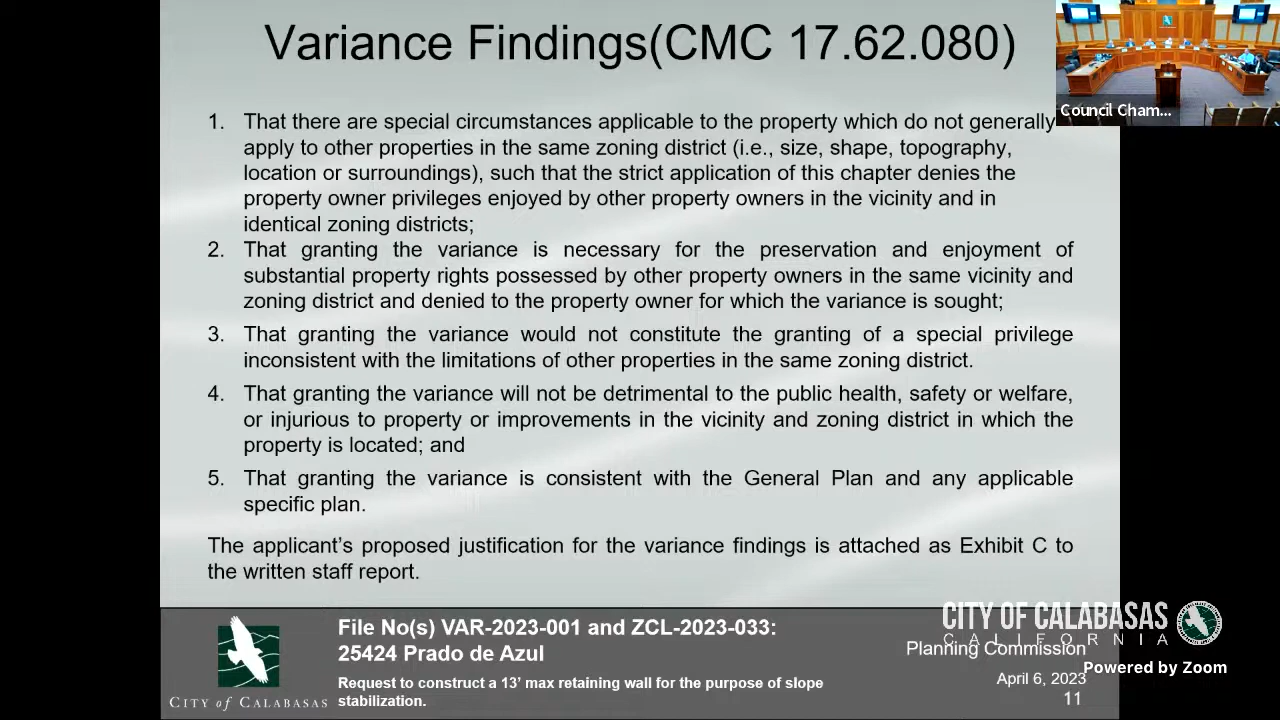 Variance Findings(CMC 17.62.080)
Council Cham...
1. That there are special circumstances applicable to the property which do not generally
apply to other properties in the same zoning district (i.e., size, shape, topography,
location or surroundings), such that the strict application of this chapter denies the
property owner privileges enjoyed by other property owners in the vicinity and in
identical zoning districts;
2. That granting the variance is necessary for the preservation and enjoyment of
substantial property rights possessed by other property owners in the same vicinity and
zoning district and denied to the property owner for which the variance is sought;
3. That granting the variance would not constitute the granting of a special privilege
inconsistent with the limitations of other properties in the same zoning district.
4. That granting the variance will not be detrimental to the public health, safety or welfare,
or injurious to property or improvements in the vicinity and zoning district in which the
property is located; and
5. That granting the variance is consistent with the General Plan and any applicable
specific plan.
The applicant's proposed justification for the variance findings is attached as Exhibit C to
the written staff report.
CITY of CALABASAS
File No(s) VAR-2023-001 and ZCL-2023-033:
25424 Prado de Azul
Request to construct a 13' max retaining wall for the purpose of slope
stabilization.
CITY OF CALABASAS
CALIFORNIA
Planning Commission
Powered by Zoom
April 6, 2023
11